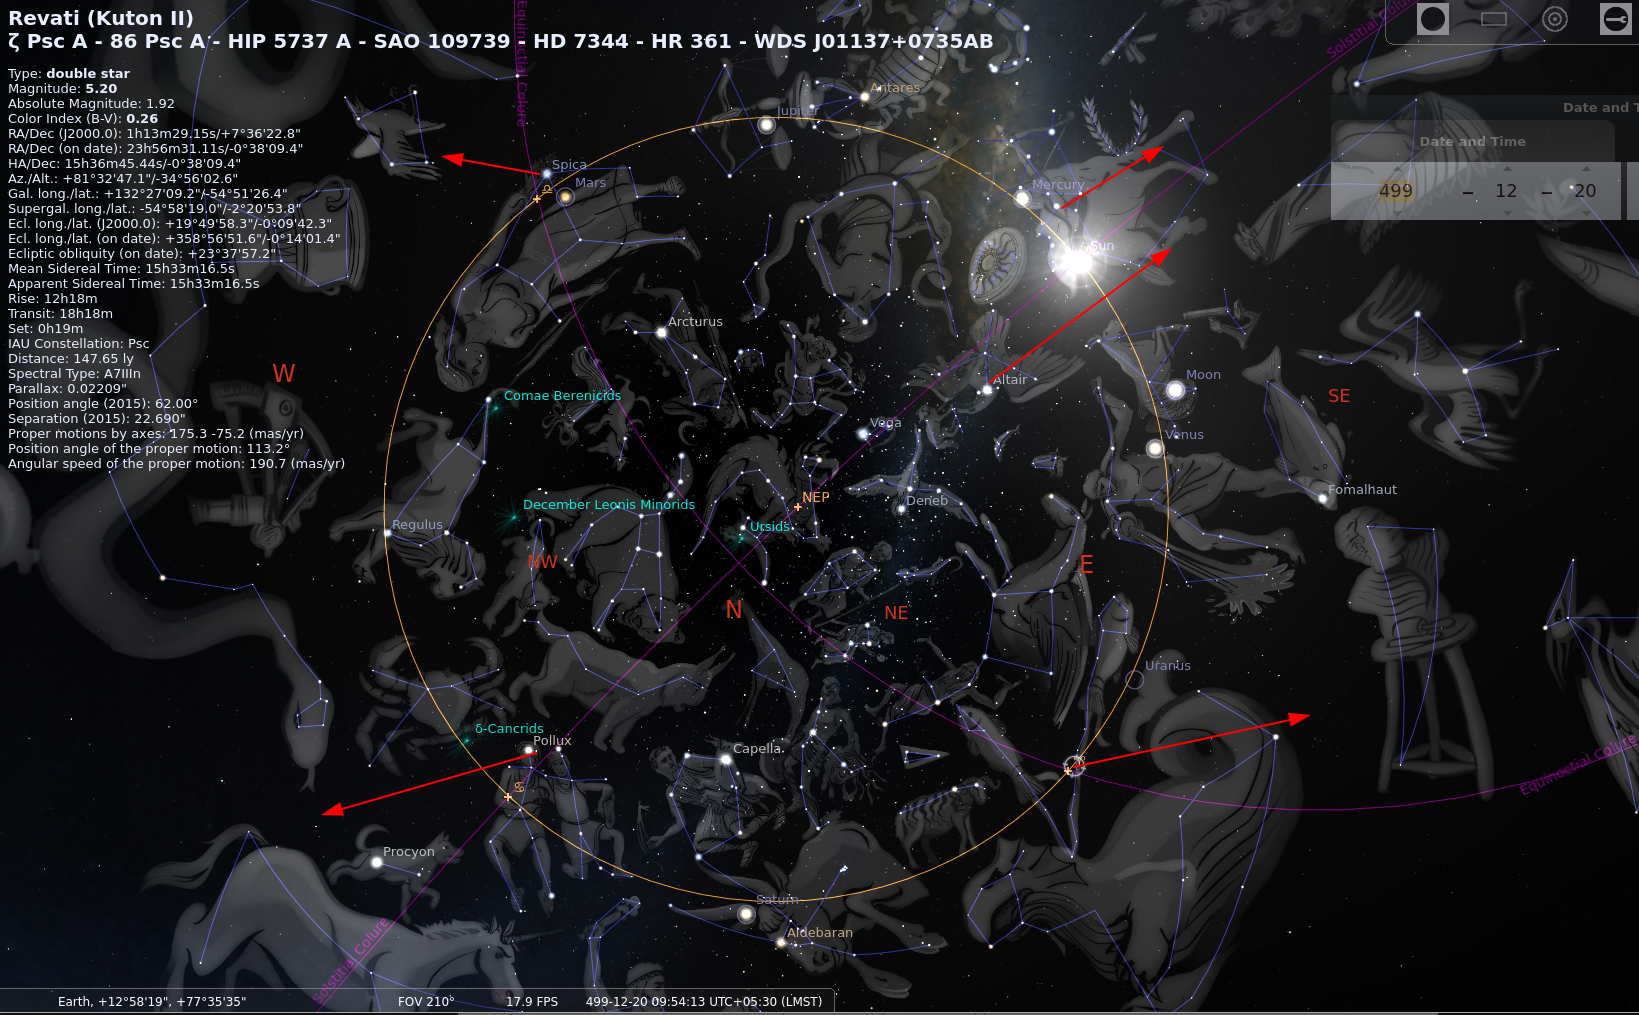 Revati (Kuton II)
ζ Psc A - 86 Psc A - HIP 5737 A - SAO 109739 - HD 7344 - HR 361 - WDS J01137+0735AB
Type: double star
Magnitude: 5.20
Absolute Magnitude: 1.92
Color Index (B-V): 0.26
RA/Dec (J2000.0): 1h13m29.15s/+7°36'22.8"
RA/Dec (on date): 23h56m31.11s/-0°38'09.4"
HA/Dec: 15h36m45.44s/-0°38'09.4"
Az./Alt.: +81°32'47.1"/-34°56'02.6"
Gal. long./lat.: +132°27'09.2"/-54°51'26.4"
Supergal. long./lat.: -54°58'19.0"/-2°20'53.8"
Ecl. long./lat. (J2000.0): +19°49'58.3"/-0°09'42.3"
Ecl. long./lat. (on date): +358°56'51.6"/-0°14'01.4"
Ecliptic obliquity (on date): +23°37'57.2"
Mean Sidereal Time: 15h33m16.5s
Apparent Sidereal Time: 15h33m16.5s
Rise: 12h18m
Transit: 18h18m
Set: 0h19m
IAU Constellation: Psc
Distance: 147.65 ly
Spectral Type: A7IIIn
Parallax: 0.02209"
Position angle (2015): 62.00°
Separation (2015): 22.690"
Proper motions by axes: 175.3 -75.2 (mas/yr)
Position angle of the proper motion: 113.2°
Angular speed of the proper motion: 190.7 (mas/yr)
Equinoctial Colure
Solstitial Colure
Date and T
Date and Time
499 - 12 - 20
Antares
Jupiter
Spica
♎
Mars
Mercury
Sun
Arcturus
W
Altair
Moon
SE
Comae Berenicids
Vega
Venus
NEP
Deneb
Fomalhaut
December Leonis Minorids
Regulus
Ursids
NW
E
N
NE
Uranus
δ-Cancrids
Pollux
Capella
♋
Equinoctial Colure
Procyon
Saturn
Aldebaran
Solstitial Colure
Earth, +12°58'19", +77°35'35"
FOV 210°
17.9 FPS
499-12-20 09:54:13 UTC+05:30 (LMST)